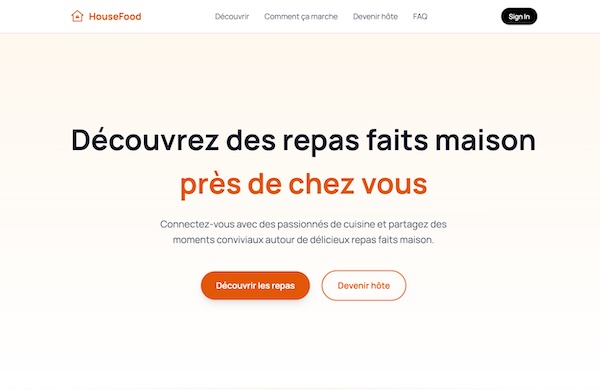 HouseFood
Découvrir
Comment ça marche
Devenir hôte
FAQ
Sign In
Découvrez des repas faits maison
près de chez vous
Connectez-vous avec des passionnés de cuisine et partagez des
moments conviviaux autour de délicieux repas faits maison.
Découvrir les repas
Devenir hôte